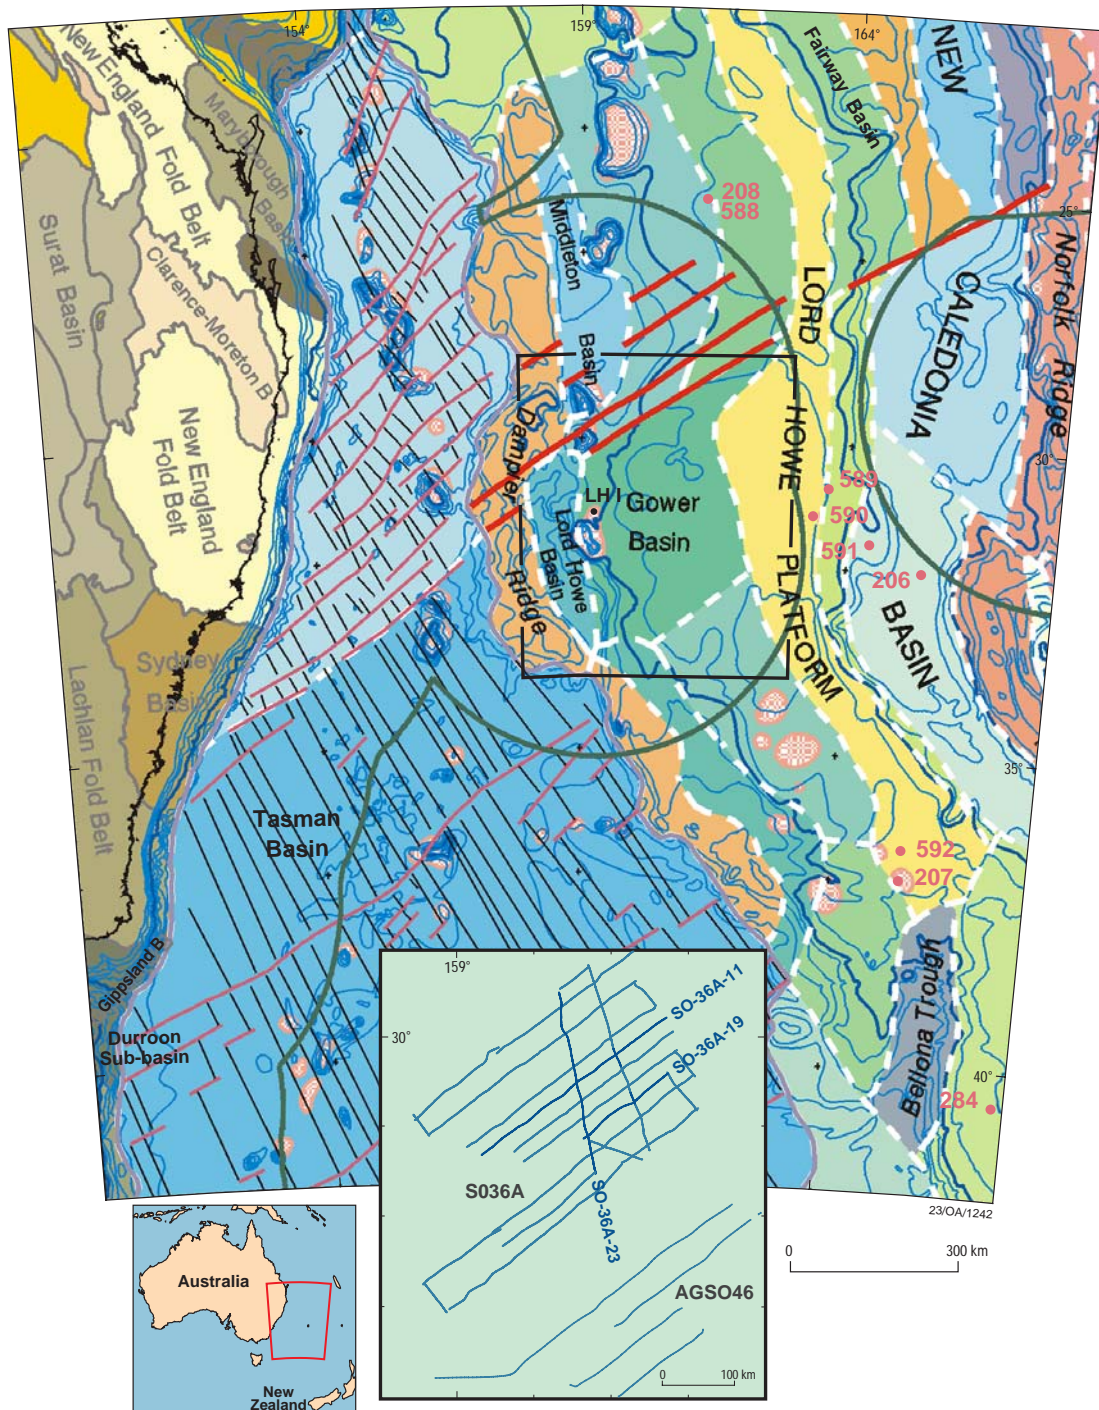 154°
159°
164°
New England
Fold Belt
Maryborough
Basin
Fairway Basin
NEW
CALEDONIA
BASIN
Surat Basin
Clarence-Moreton B
208
588
25°
Norfolk Ridge
Middleton
Basin
LORD
HOWE
PLATFORM
New England
Fold Belt
Dampier
Ridge
LH I
Gower
Basin
Lord Howe
Basin
30°
589
590
591
206
Sydney
Basin
Lachlan Fold Belt
35°
Tasman
Basin
592
207
Gippsland B
Durroon
Sub-basin
Bellona Trough
40°
284
23/OA/1242
0
300 km
159°
30°
SO-36A-11
SO-36A-19
S036A
SO-36A-23
AGSO46
0
100 km
Australia
New
Zealand